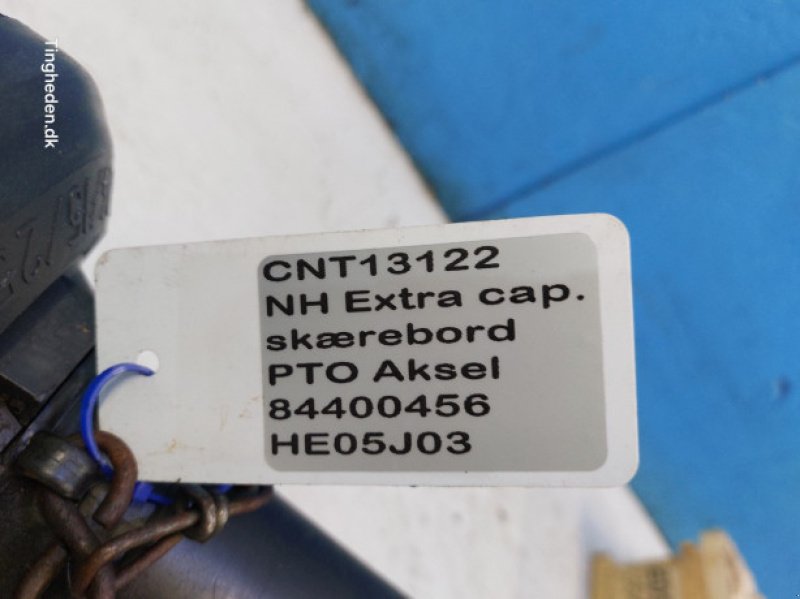 Tingheden.dk
CNT13122
NH Extra cap.
skærebord
PTO Aksel
84400456
HE05J03